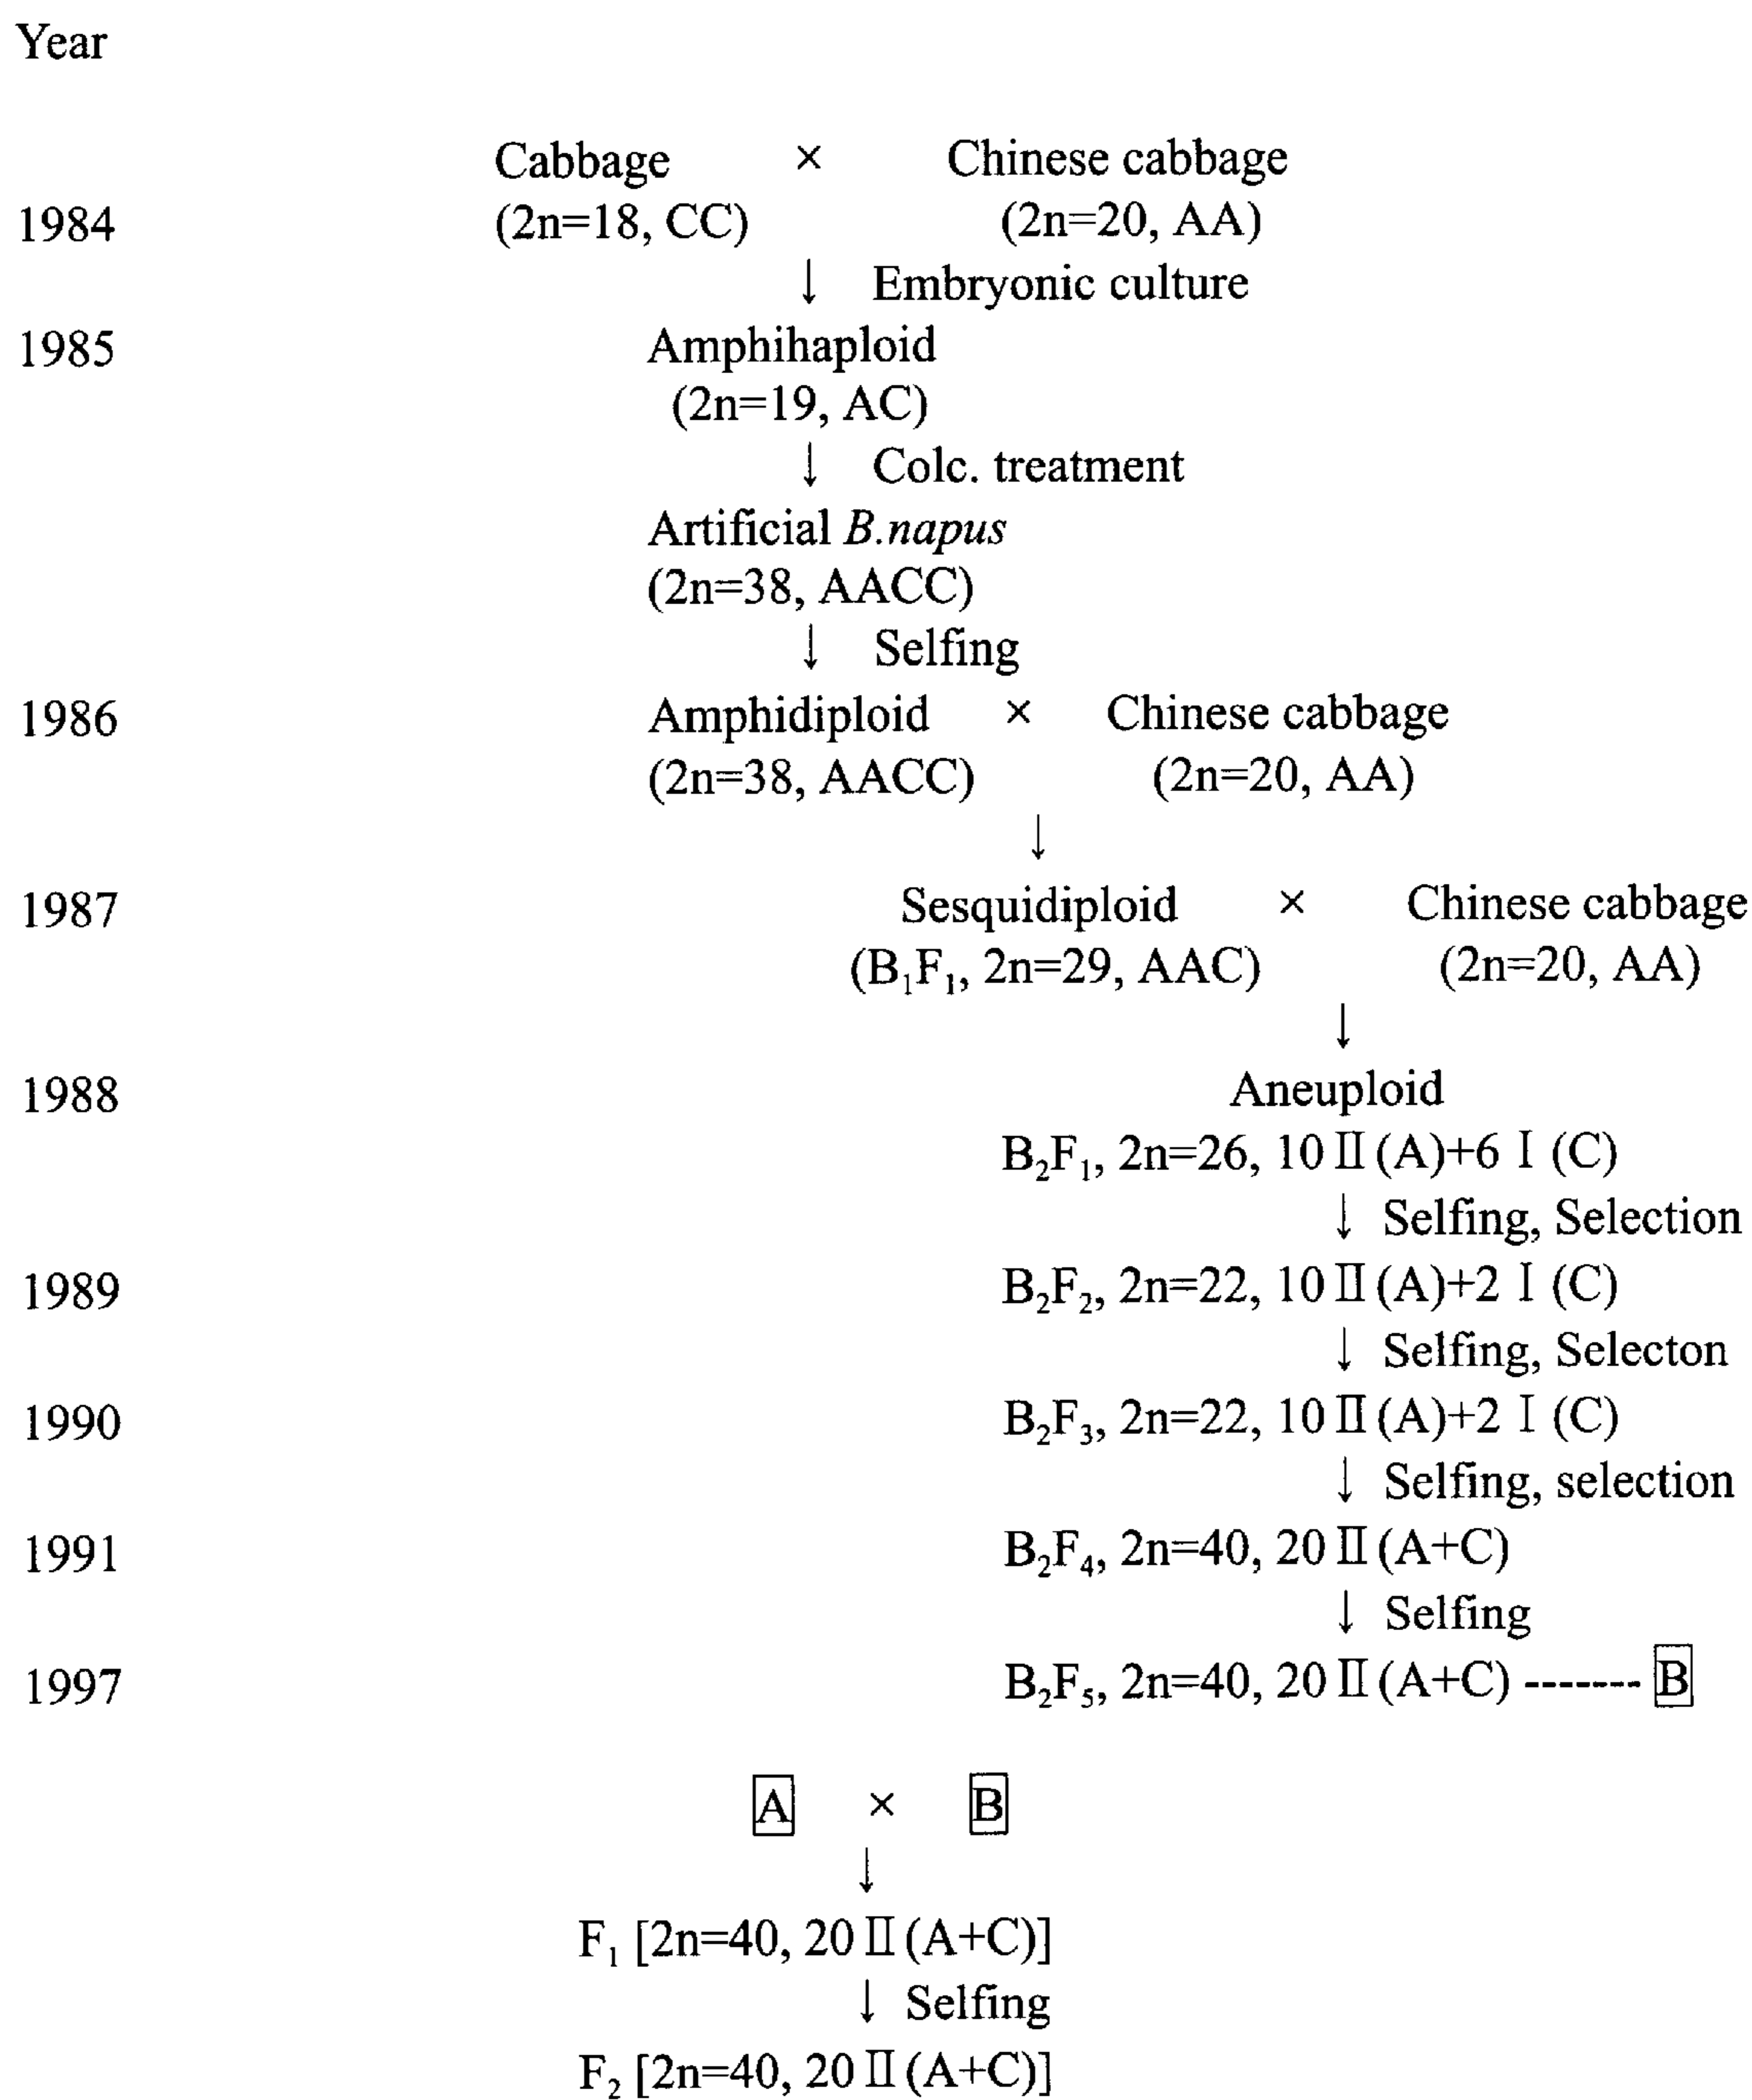 Year
Cabbage × Chinese cabbage
1984 (2n=18, CC) (2n=20, AA)
↓ Embryonic culture
1985 Amphihaploid
(2n=19, AC)
↓ Colc. treatment
Artificial B.napus
(2n=38, AACC)
↓ Selfing
1986 Amphidiploid × Chinese cabbage
(2n=38, AACC) (2n=20, AA)
↓
1987 Sesquidiploid × Chinese cabbage
(B₁F₁, 2n=29, AAC) (2n=20, AA)
↓
1988 Aneuploid
B₂F₁, 2n=26, 10 Ⅱ (A)+6 Ⅰ (C)
↓ Selfing, Selection
1989 B₂F₂, 2n=22, 10 Ⅱ (A)+2 Ⅰ (C)
↓ Selfing, Selecton
1990 B₂F₃, 2n=22, 10 Ⅱ (A)+2 Ⅰ (C)
↓ Selfing, selection
1991 B₂F₄, 2n=40, 20 Ⅱ (A+C)
↓ Selfing
1997 B₂F₅, 2n=40, 20 Ⅱ (A+C) ------- B
A × B
↓
F₁ [2n=40, 20 Ⅱ (A+C)]
↓ Selfing
F₂ [2n=40, 20 Ⅱ (A+C)]